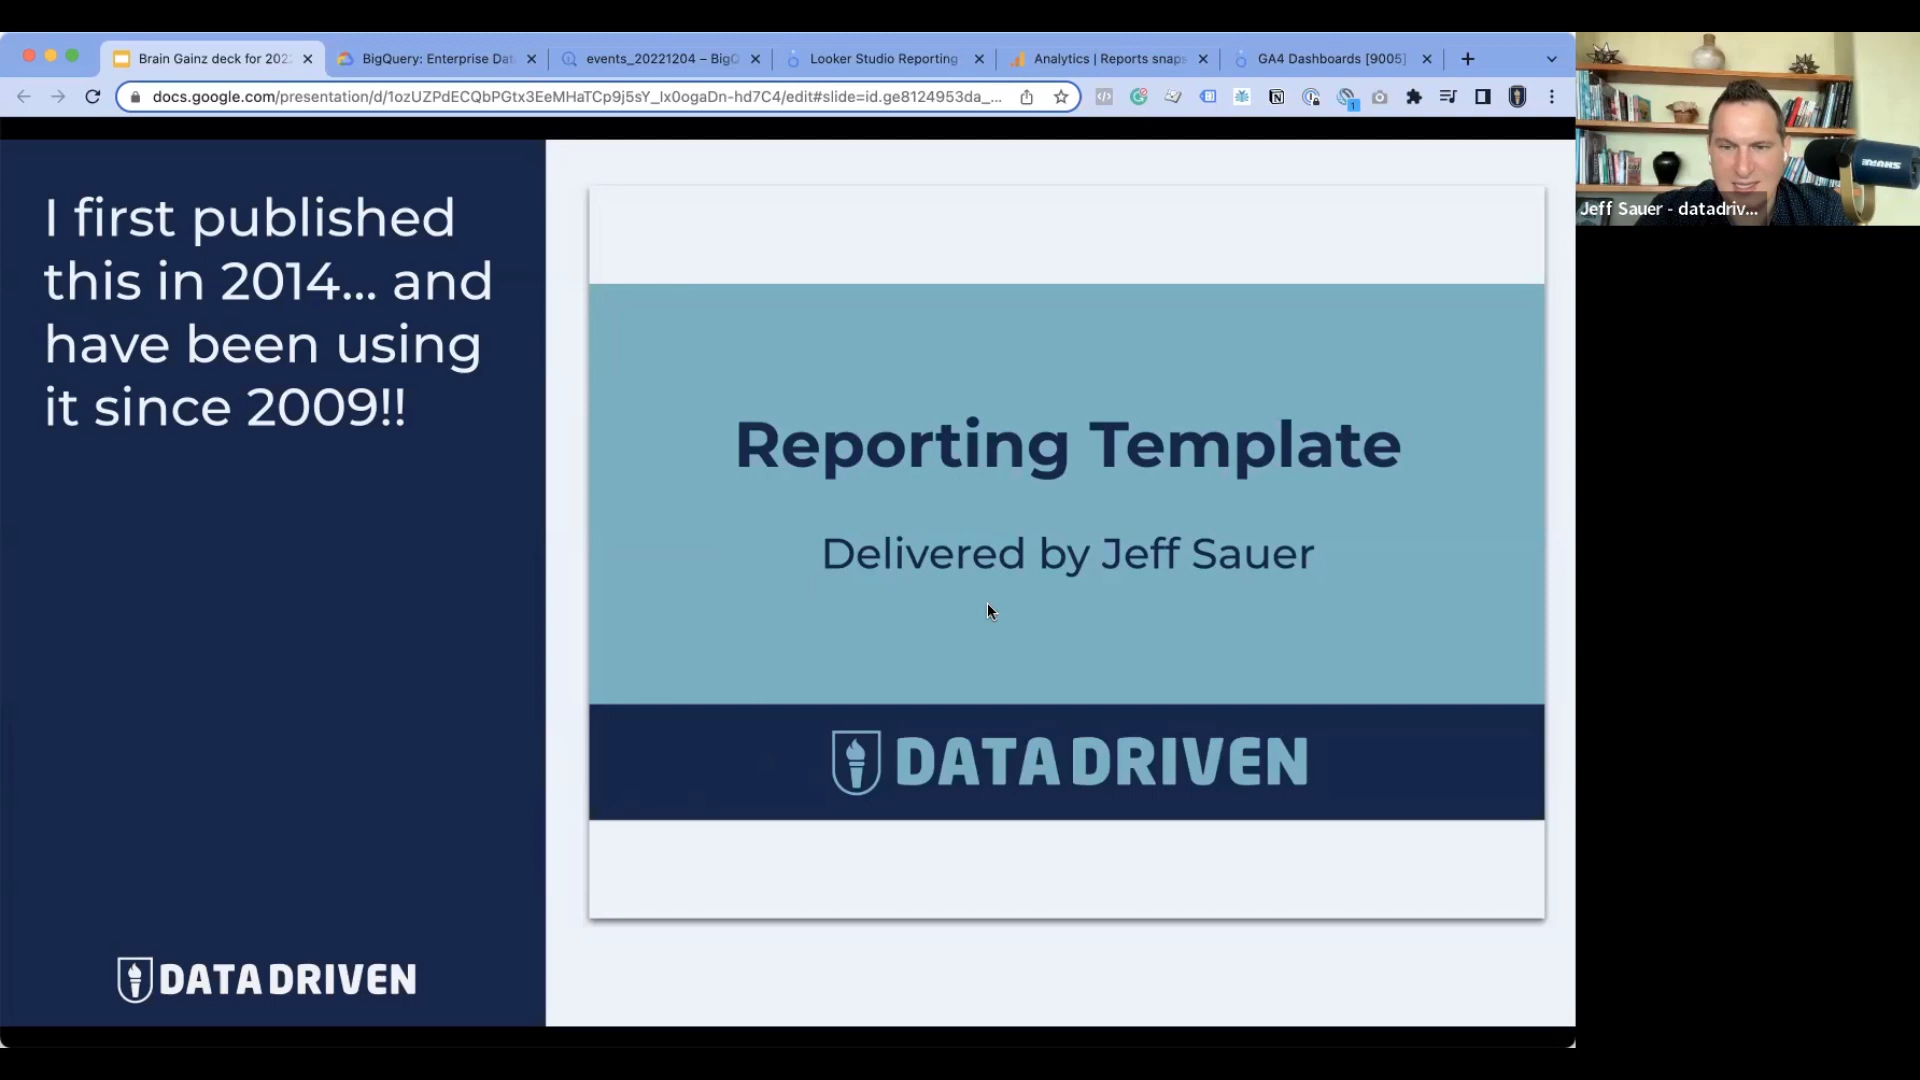 Brain Gainz deck for 202
BigQuery: Enterprise Dat
events_20221204 – BigQ
Looker Studio Reporting
Analytics | Reports snaps
GA4 Dashboards [9005]
docs.google.com/presentation/d/1ozUZPdECQbPGtx3EeMHaTCp9j5sY_lx0ogaDn-hd7C4/edit#slide=id.ge8124953da_...
1
SHURE
Jeff Sauer - datadriv...
I first published
this in 2014... and
have been using
it since 2009!!
Reporting Template
Delivered by Jeff Sauer
DATA DRIVEN
DATA DRIVEN